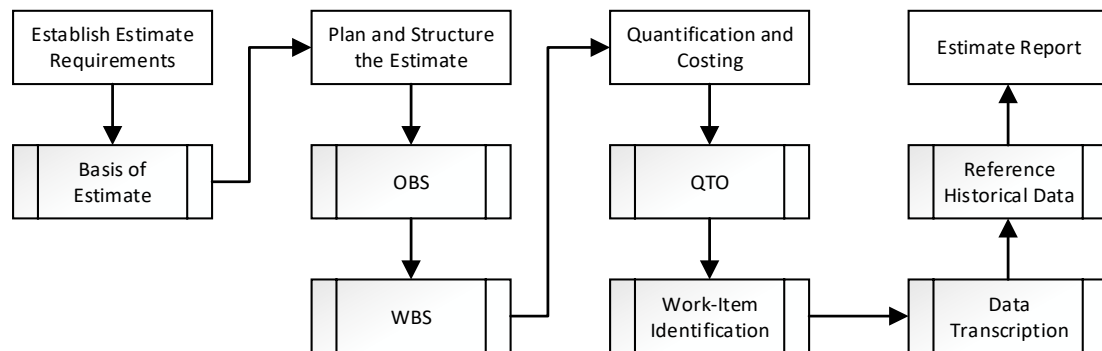 Establish Estimate
Requirements
Basis of
Estimate
Plan and Structure
the Estimate
OBS
WBS
Quantification and
Costing
QTO
Work-Item
Identification
Data
Transcription
Reference
Historical Data
Estimate Report